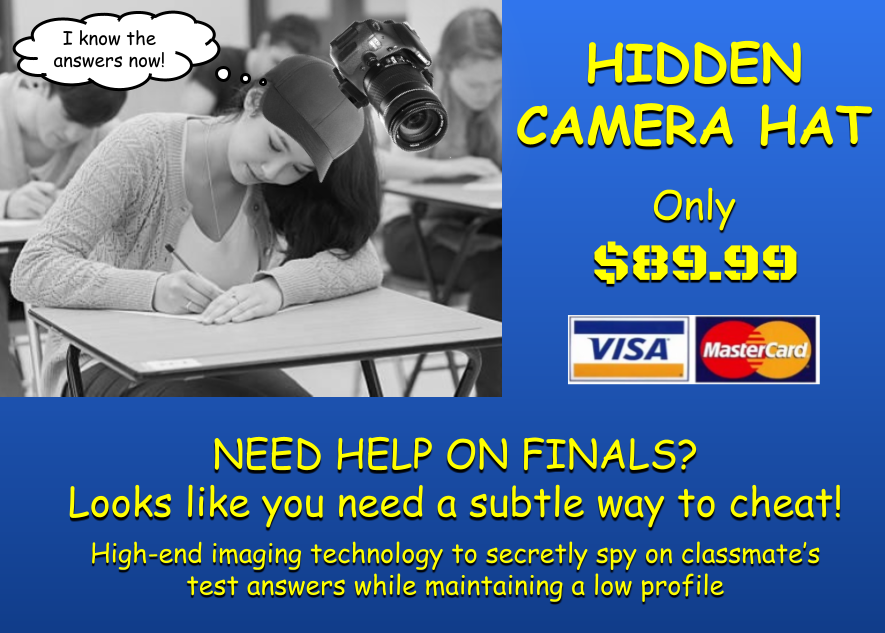 I know the
answers now!
HIDDEN
CAMERA HAT
Only
$89.99
VISA
MasterCard
NEED HELP ON FINALS?
Looks like you need a subtle way to cheat!
High-end imaging technology to secretly spy on classmate's
test answers while maintaining a low profile